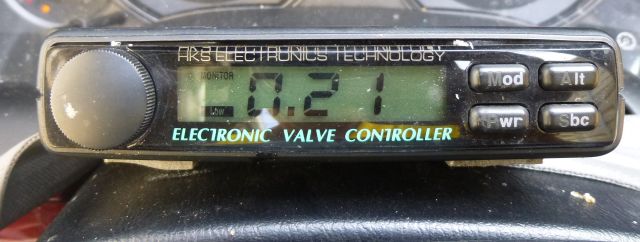 HKS ELECTRONICS TECHNOLOGY
MONITOR
-0.21
Low
ELECTRONIC VALVE CONTROLLER
Mod
Alt
Pwr
Sbc